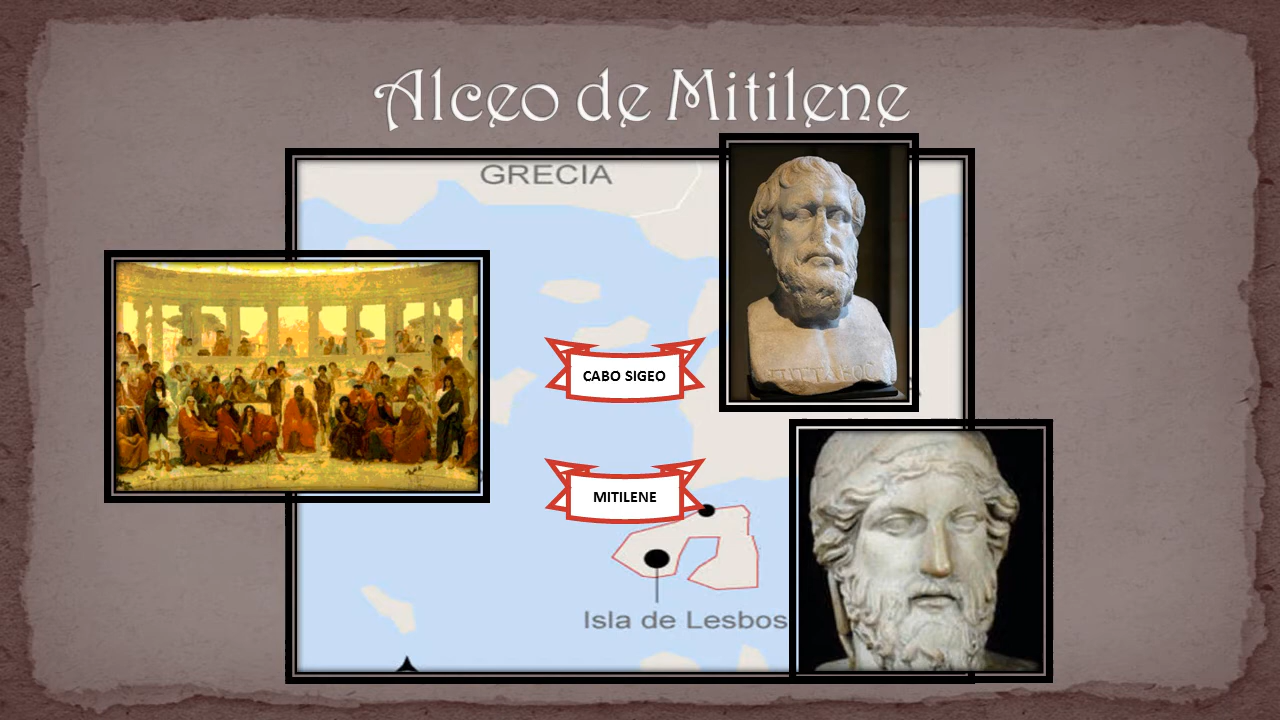 Alceo de Mitilene
GRECIA
CABO SIGEO
MITILENE
Isla de Lesbos